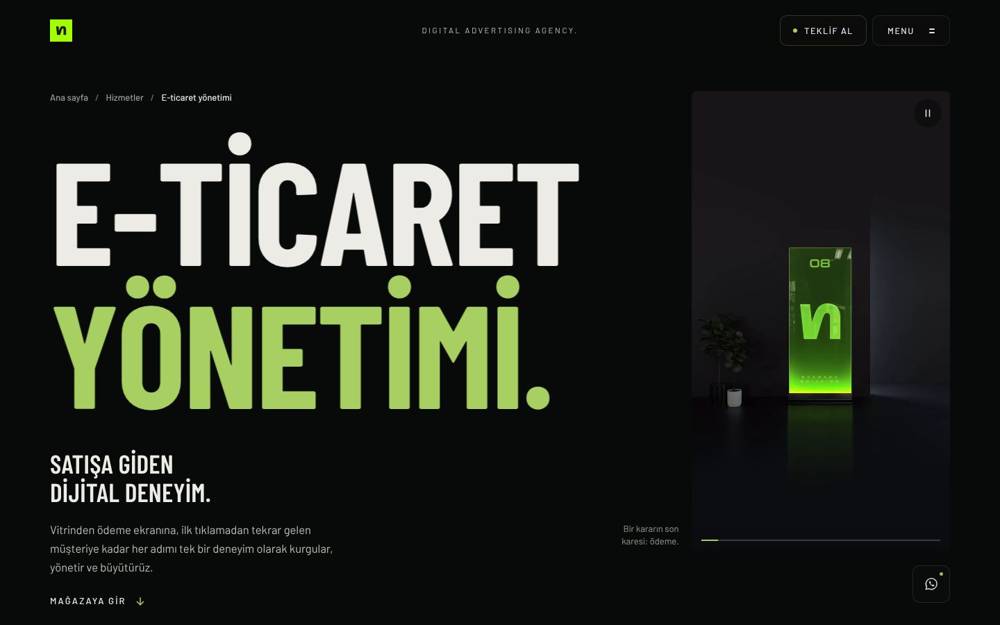 n
DIGITAL ADVERTISING AGENCY.
TEKLİF AL
MENU
Ana sayfa / Hizmetler / E-ticaret yönetimi
E-TİCARET
YÖNETİMİ.
08
n
SATIŞA GİDEN
DİJİTAL DENEYİM.
Vitrinden ödeme ekranına, ilk tıklamadan tekrar gelen
müşteriye kadar her adımı tek bir deneyim olarak kurgular,
yönetir ve büyütürüz.
MAĞAZAYA GİR
Bir kararın son
karesi: ödeme.